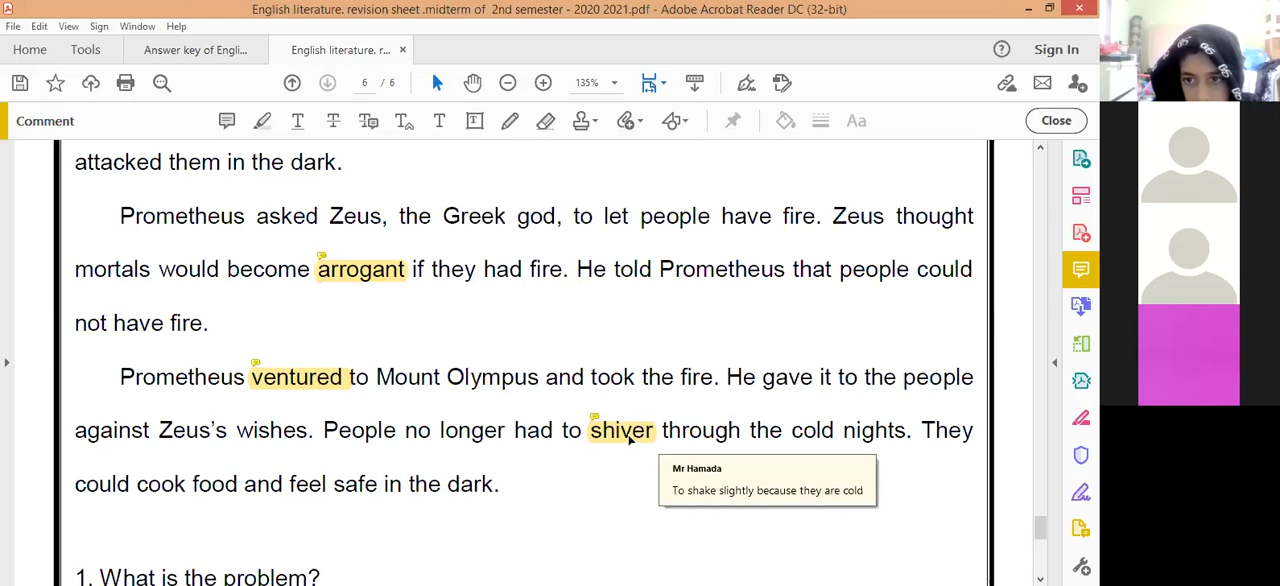 English literature. revision sheet .midterm of 2nd semester - 2020 2021.pdf - Adobe Acrobat Reader DC (32-bit)
File Edit View Sign Window Help
Home Tools Answer key of Engli... English literature. r... × Sign In
6 / 6 135%
Comment Aa Close
attacked them in the dark.
Prometheus asked Zeus, the Greek god, to let people have fire. Zeus thought
mortals would become arrogant if they had fire. He told Prometheus that people could
not have fire.
Prometheus ventured to Mount Olympus and took the fire. He gave it to the people
against Zeus's wishes. People no longer had to shiver through the cold nights. They
Mr Hamada
To shake slightly because they are cold
could cook food and feel safe in the dark.
1. What is the problem?